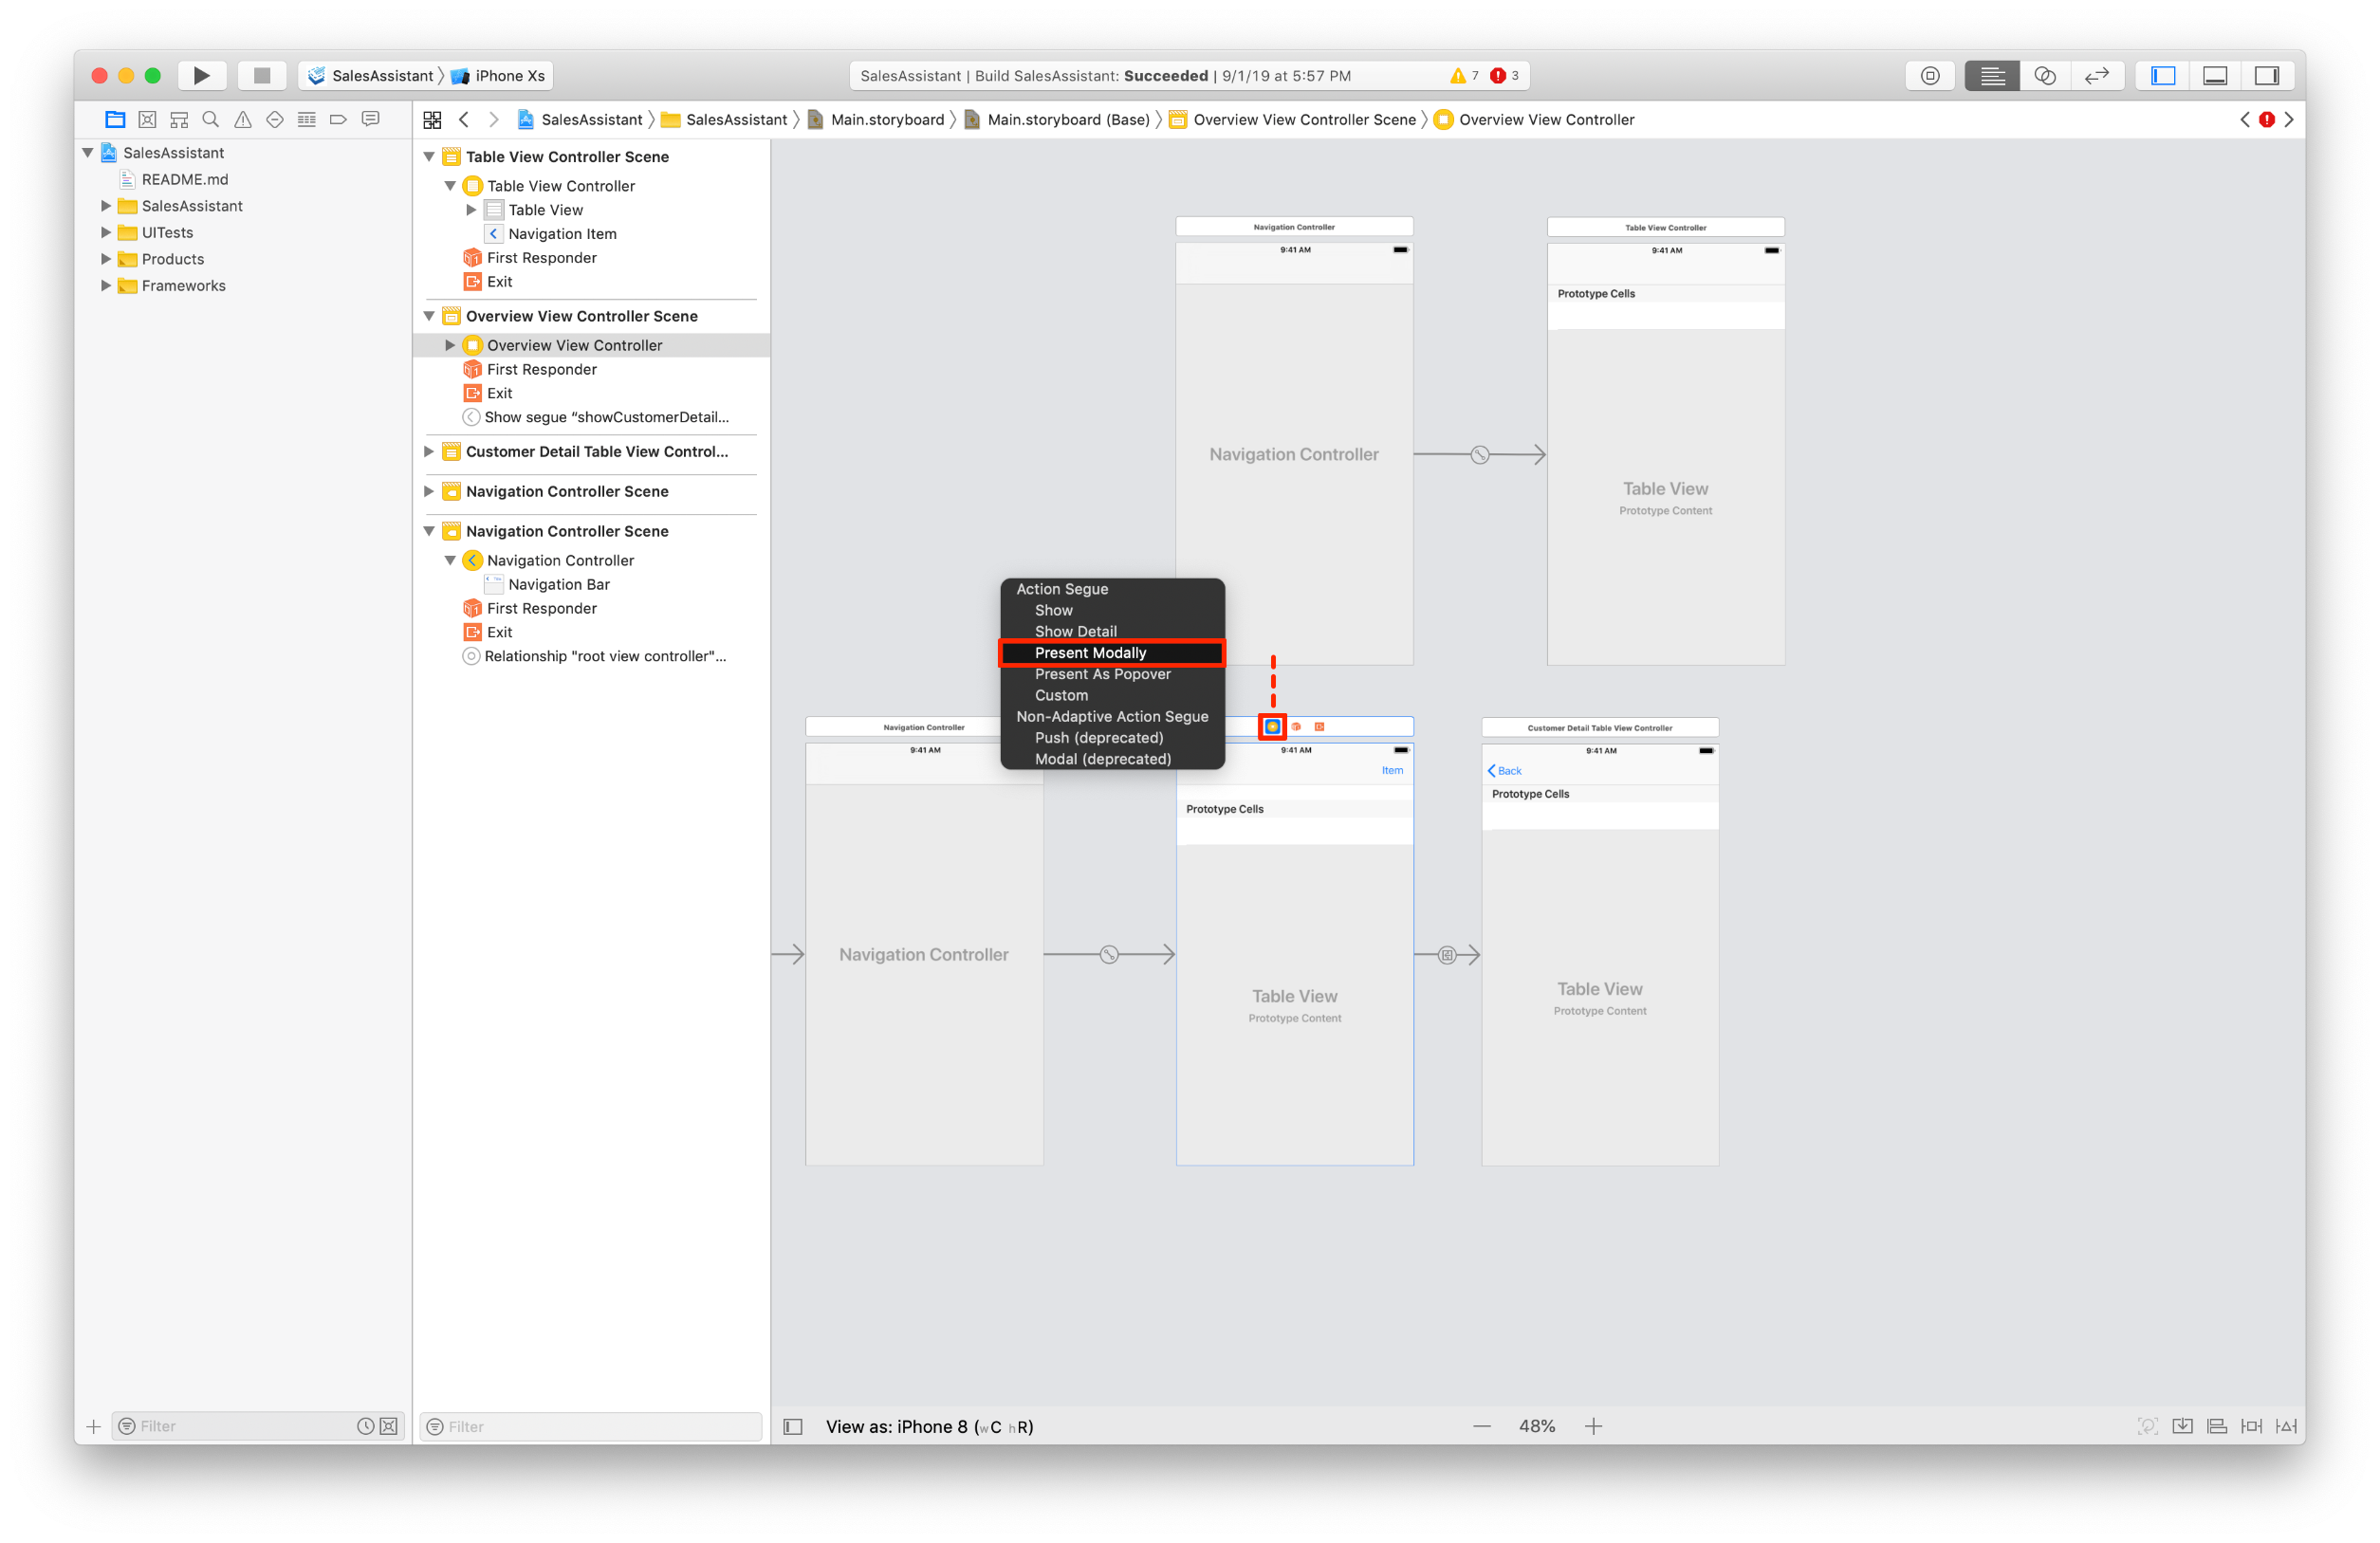 SalesAssistant
iPhone Xs
SalesAssistant | Build SalesAssistant: Succeeded | 9/1/19 at 5:57 PM
7
3
SalesAssistant
SalesAssistant
Main.storyboard
Main.storyboard (Base)
Overview View Controller Scene
Overview View Controller
SalesAssistant
README.md
SalesAssistant
UITests
Products
Frameworks
Table View Controller Scene
Table View Controller
Table View
Navigation Item
First Responder
Exit
Overview View Controller Scene
Overview View Controller
First Responder
Exit
Show segue “showCustomerDetail...
Customer Detail Table View Control...
Navigation Controller Scene
Navigation Controller Scene
Navigation Controller
Navigation Bar
First Responder
Exit
Relationship "root view controller"...
Navigation Controller
9:41 AM
Navigation Controller
Table View Controller
9:41 AM
Prototype Cells
Table View
Prototype Content
Action Segue
Show
Show Detail
Present Modally
Present As Popover
Custom
Non-Adaptive Action Segue
Push (deprecated)
Modal (deprecated)
Navigation Controller
9:41 AM
Navigation Controller
9:41 AM
Item
Prototype Cells
Table View
Prototype Content
Customer Detail Table View Controller
9:41 AM
Back
Prototype Cells
Table View
Prototype Content
Filter
Filter
View as: iPhone 8 (wC hR)
48%